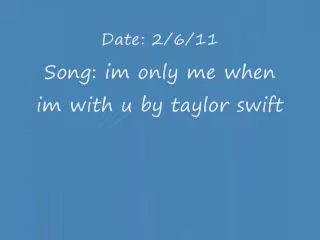 Date: 2/6/11
Song: im only me when
im with u by taylor swift